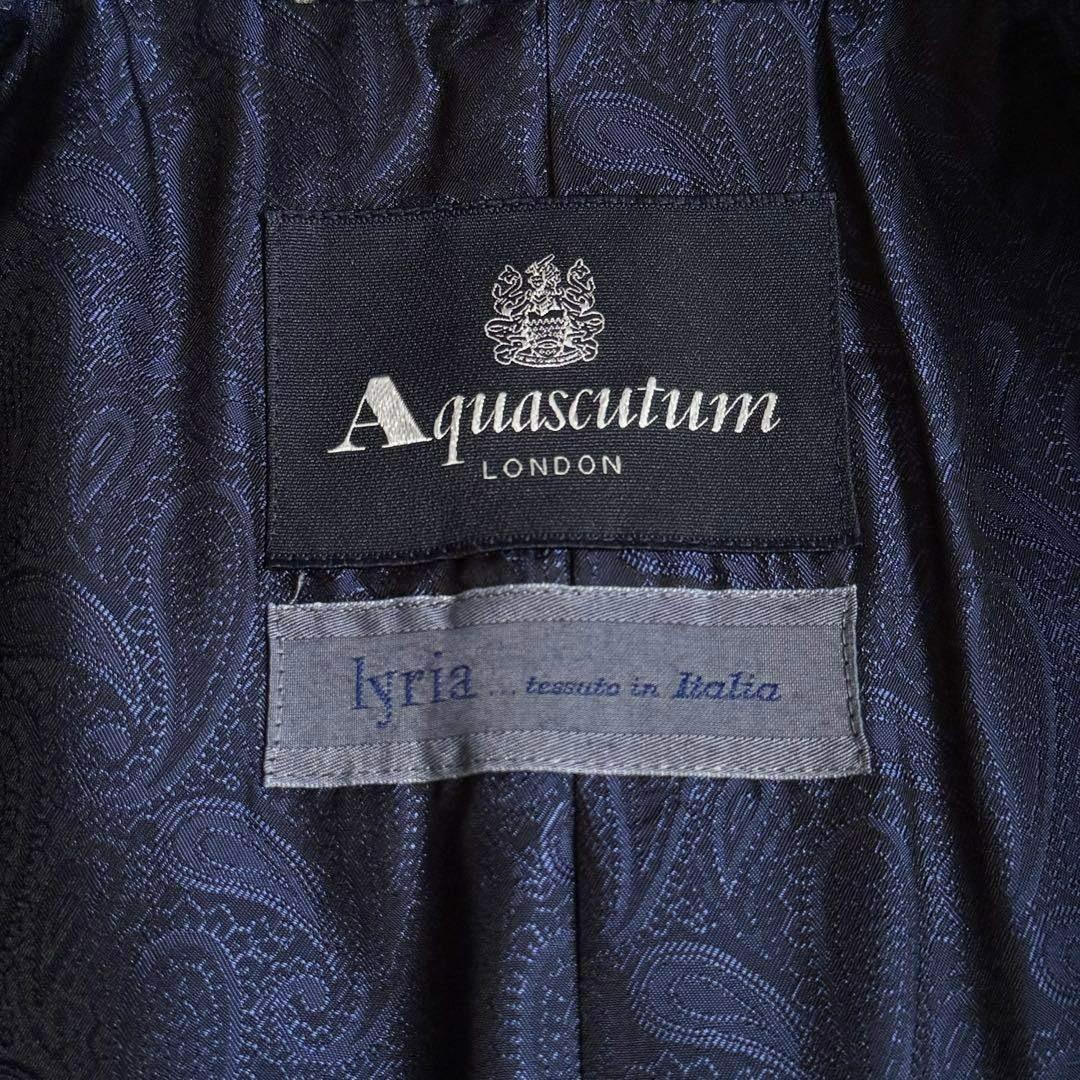 Aquascutum
LONDON
lyria ... tessuto in Italia